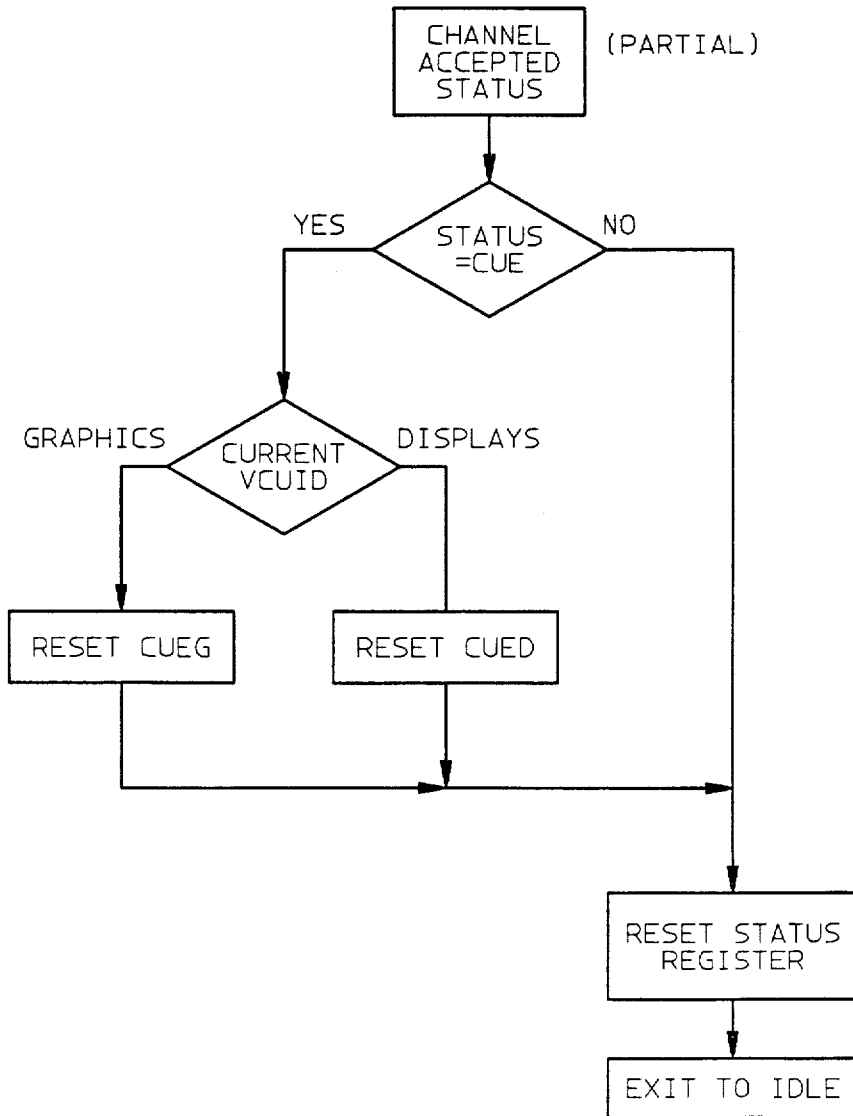 CHANNEL
ACCEPTED
STATUS
(PARTIAL)
YES
STATUS
=CUE
NO
GRAPHICS
CURRENT
VCUID
DISPLAYS
RESET CUEG
RESET CUED
RESET STATUS
REGISTER
EXIT TO IDLE